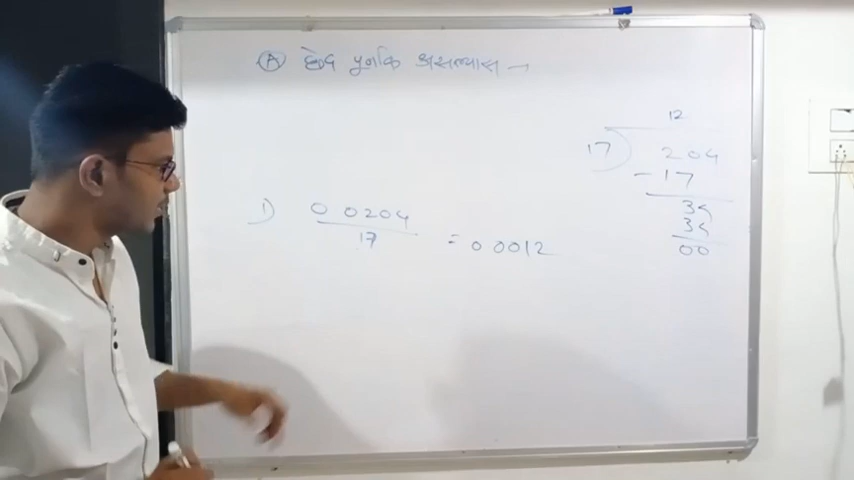 (A) छेद पूर्णांक असल्यास →
1) 0 0204
17
= 0 0012
12
17) 204
- 17
34
34
00